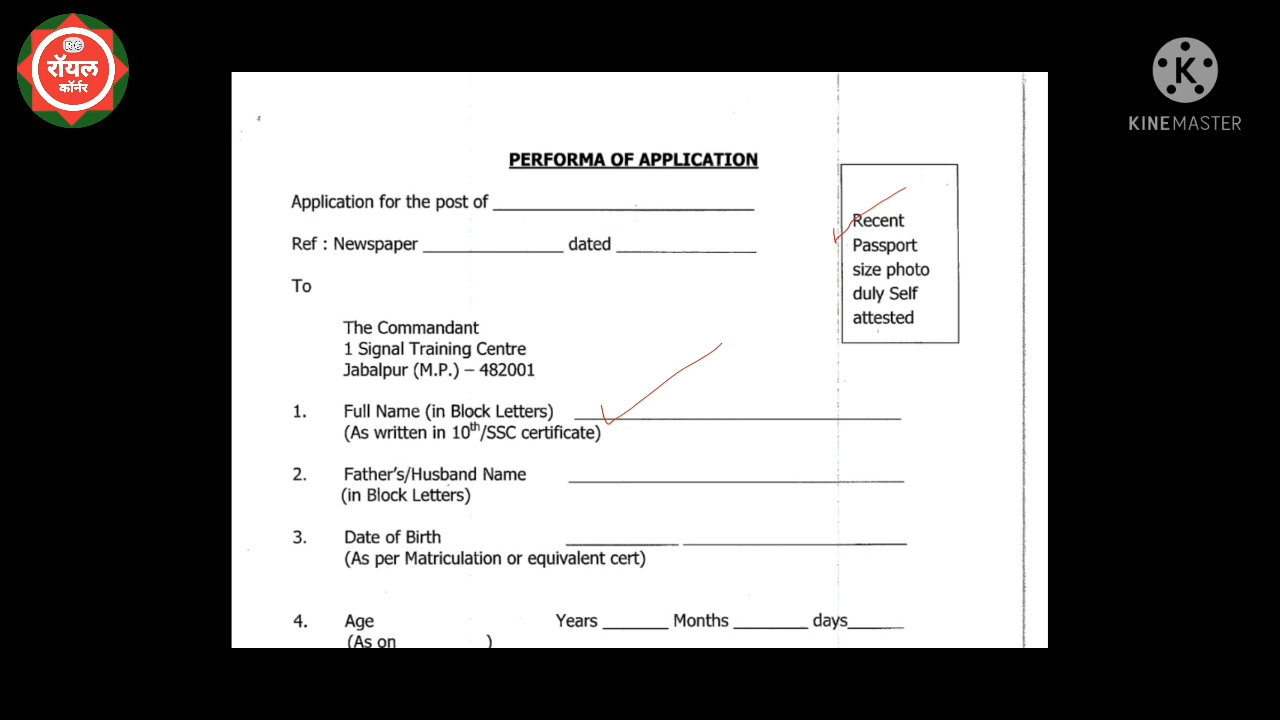 RC
रॉयल
कॉर्नर
K
KINEMASTER
PERFORMA OF APPLICATION
Application for the post of
Ref : Newspaper dated
Recent
Passport
size photo
duly Self
attested
To
The Commandant
1 Signal Training Centre
Jabalpur (M.P.) – 482001
1. Full Name (in Block Letters)
(As written in 10th/SSC certificate)
2. Father's/Husband Name
(in Block Letters)
3. Date of Birth
(As per Matriculation or equivalent cert)
4. Age Years Months days
(As on )